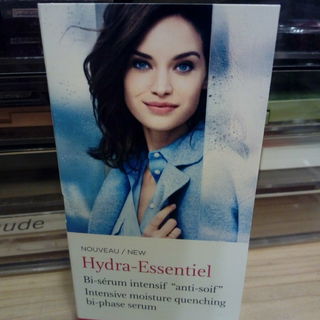 ude
NOUVEAU / NEW
Hydra-Essentiel
Bi-sérum intensif "anti-soif"
Intensive moisture quenching
bi-phase serum